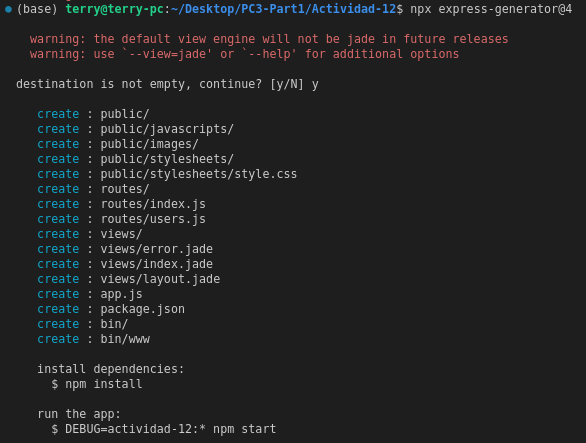 (base) terry@terry-pc:~/Desktop/PC3-Part1/Actividad-12$ npx express-generator@4
warning: the default view engine will not be jade in future releases
warning: use `--view=jade' or `--help' for additional options
destination is not empty, continue? [y/N] y
create : public/
create : public/javascripts/
create : public/images/
create : public/stylesheets/
create : public/stylesheets/style.css
create : routes/
create : routes/index.js
create : routes/users.js
create : views/
create : views/error.jade
create : views/index.jade
create : views/layout.jade
create : app.js
create : package.json
create : bin/
create : bin/www
install dependencies:
$ npm install
run the app:
$ DEBUG=actividad-12:* npm start